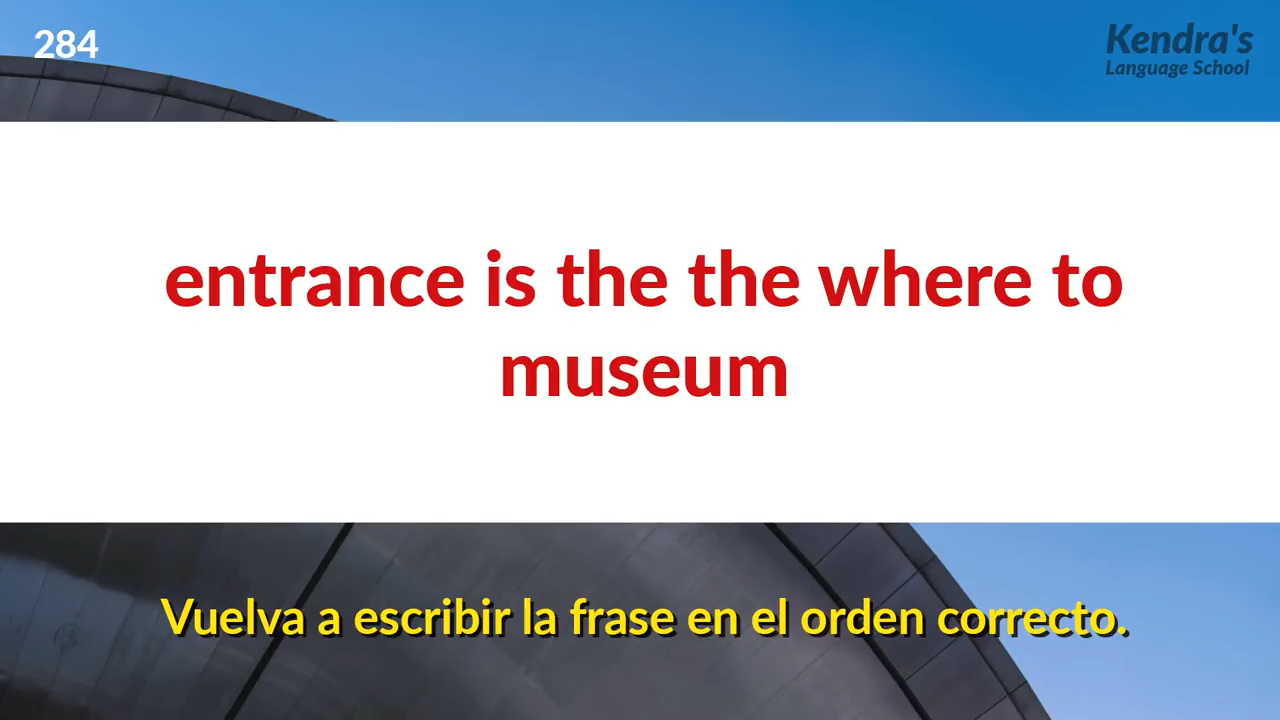 284
Kendra's
Language School
entrance is the the where to
museum
Vuelva a escribir la frase en el orden correcto.